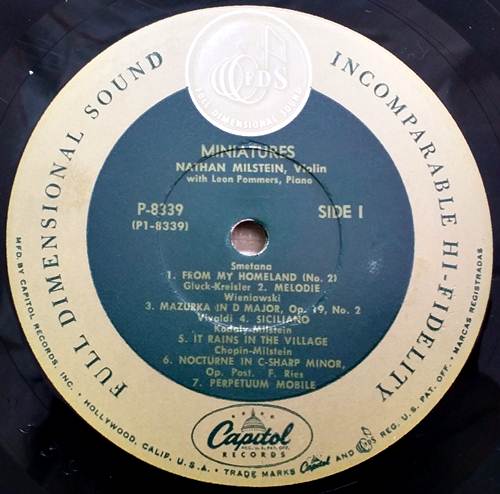 FULL DIMENSIONAL SOUND
INCOMPARABLE HI-FIDELITY
FDS
FULL DIMENSIONAL SOUND
MINIATURES
NATHAN MILSTEIN, Violin
with Leon Pommers, Piano
P-8339
(P1-8339)
SIDE 1
Smetana
1. FROM MY HOMELAND (No. 2)
Gluck-Kreisler 2. MELODIE
Wieniawski
3. MAZURKA IN D MAJOR, Op. 19, No. 2
Vivaldi 4. SICILIANO
Kodaly-Milstein
5. IT RAINS IN THE VILLAGE
Chopin-Milstein
6. NOCTURNE IN C-SHARP MINOR,
Op. Post. F. Ries
7. PERPETUUM MOBILE
Capitol
REG. U.S. PAT. OFF.
RECORDS
MFD. BY CAPITOL RECORDS, INC. • HOLLYWOOD, CALIF. U.S.A. • TRADE MARKS Capitol AND FDS REG. U.S. PAT. OFF. • MARCAS REGISTRADAS